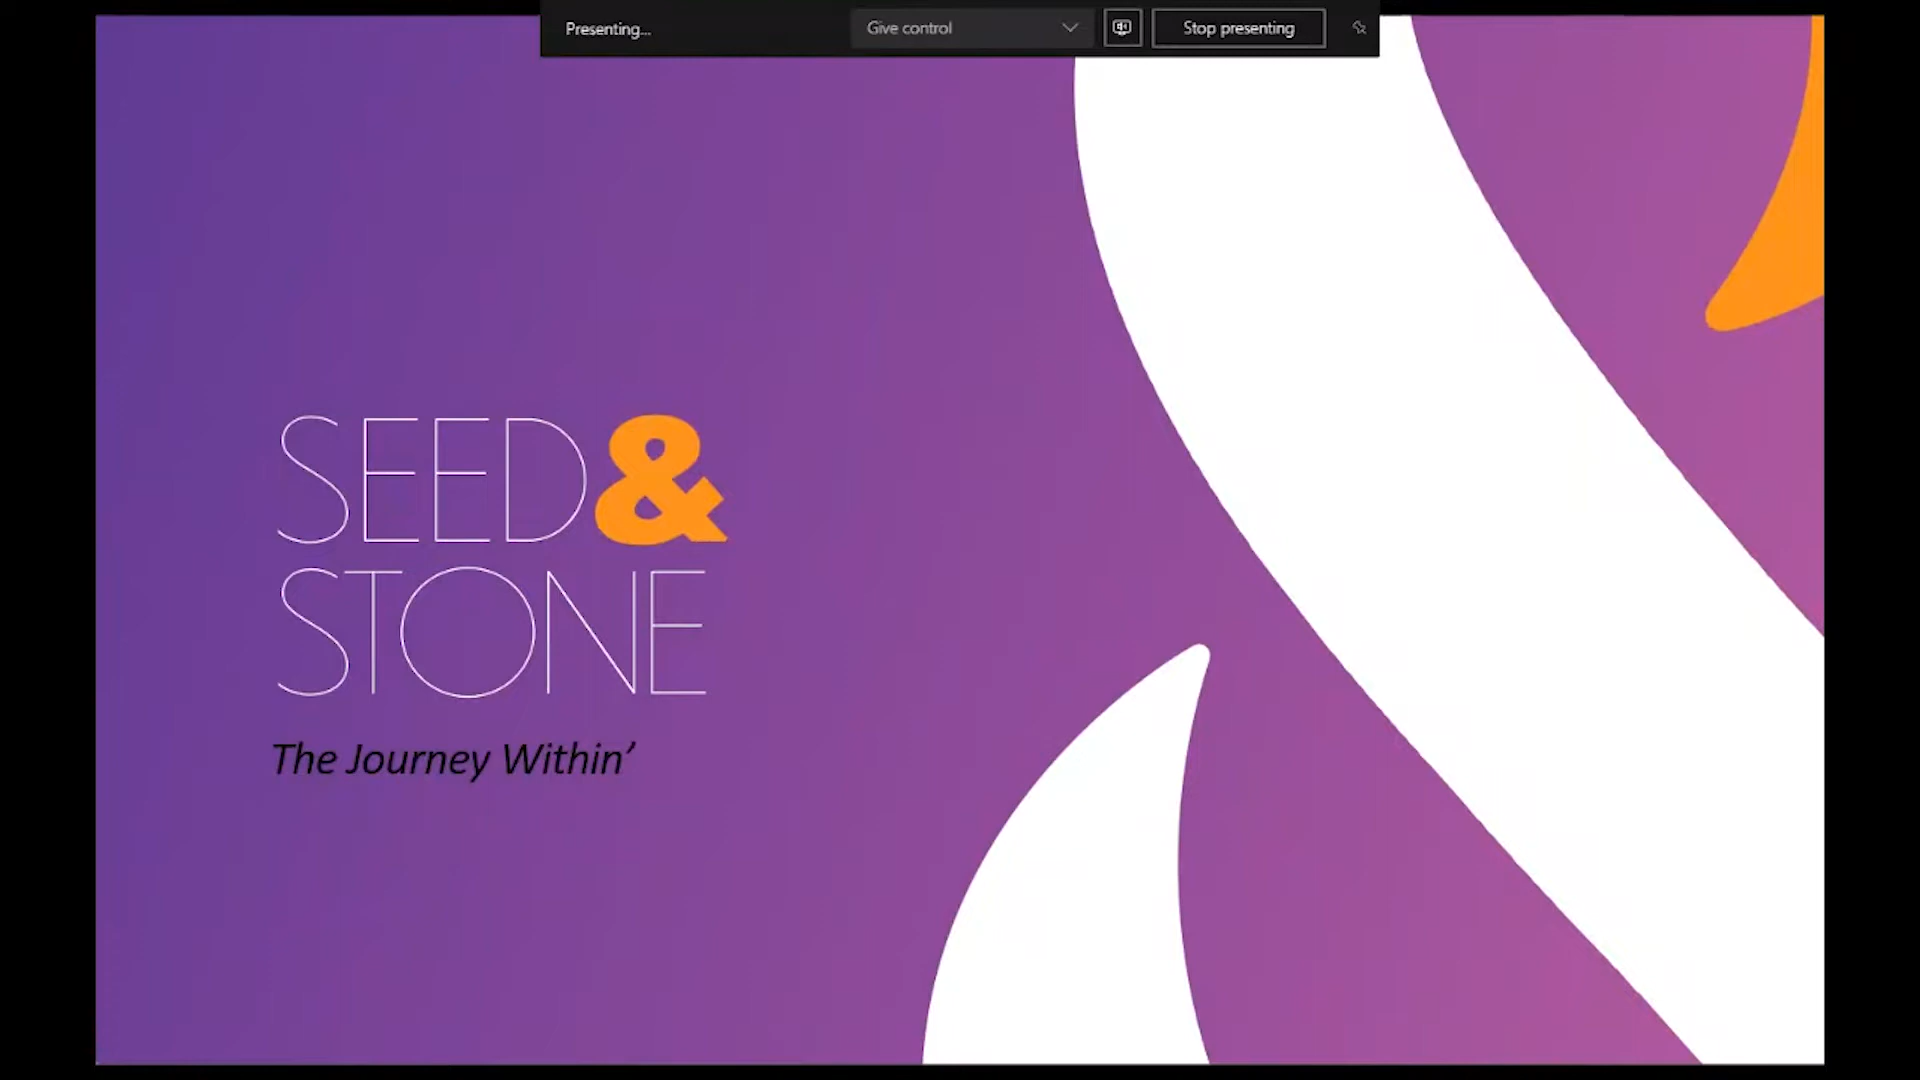 Presenting...
Give control
Stop presenting
SEED&
STONE
The Journey Within’